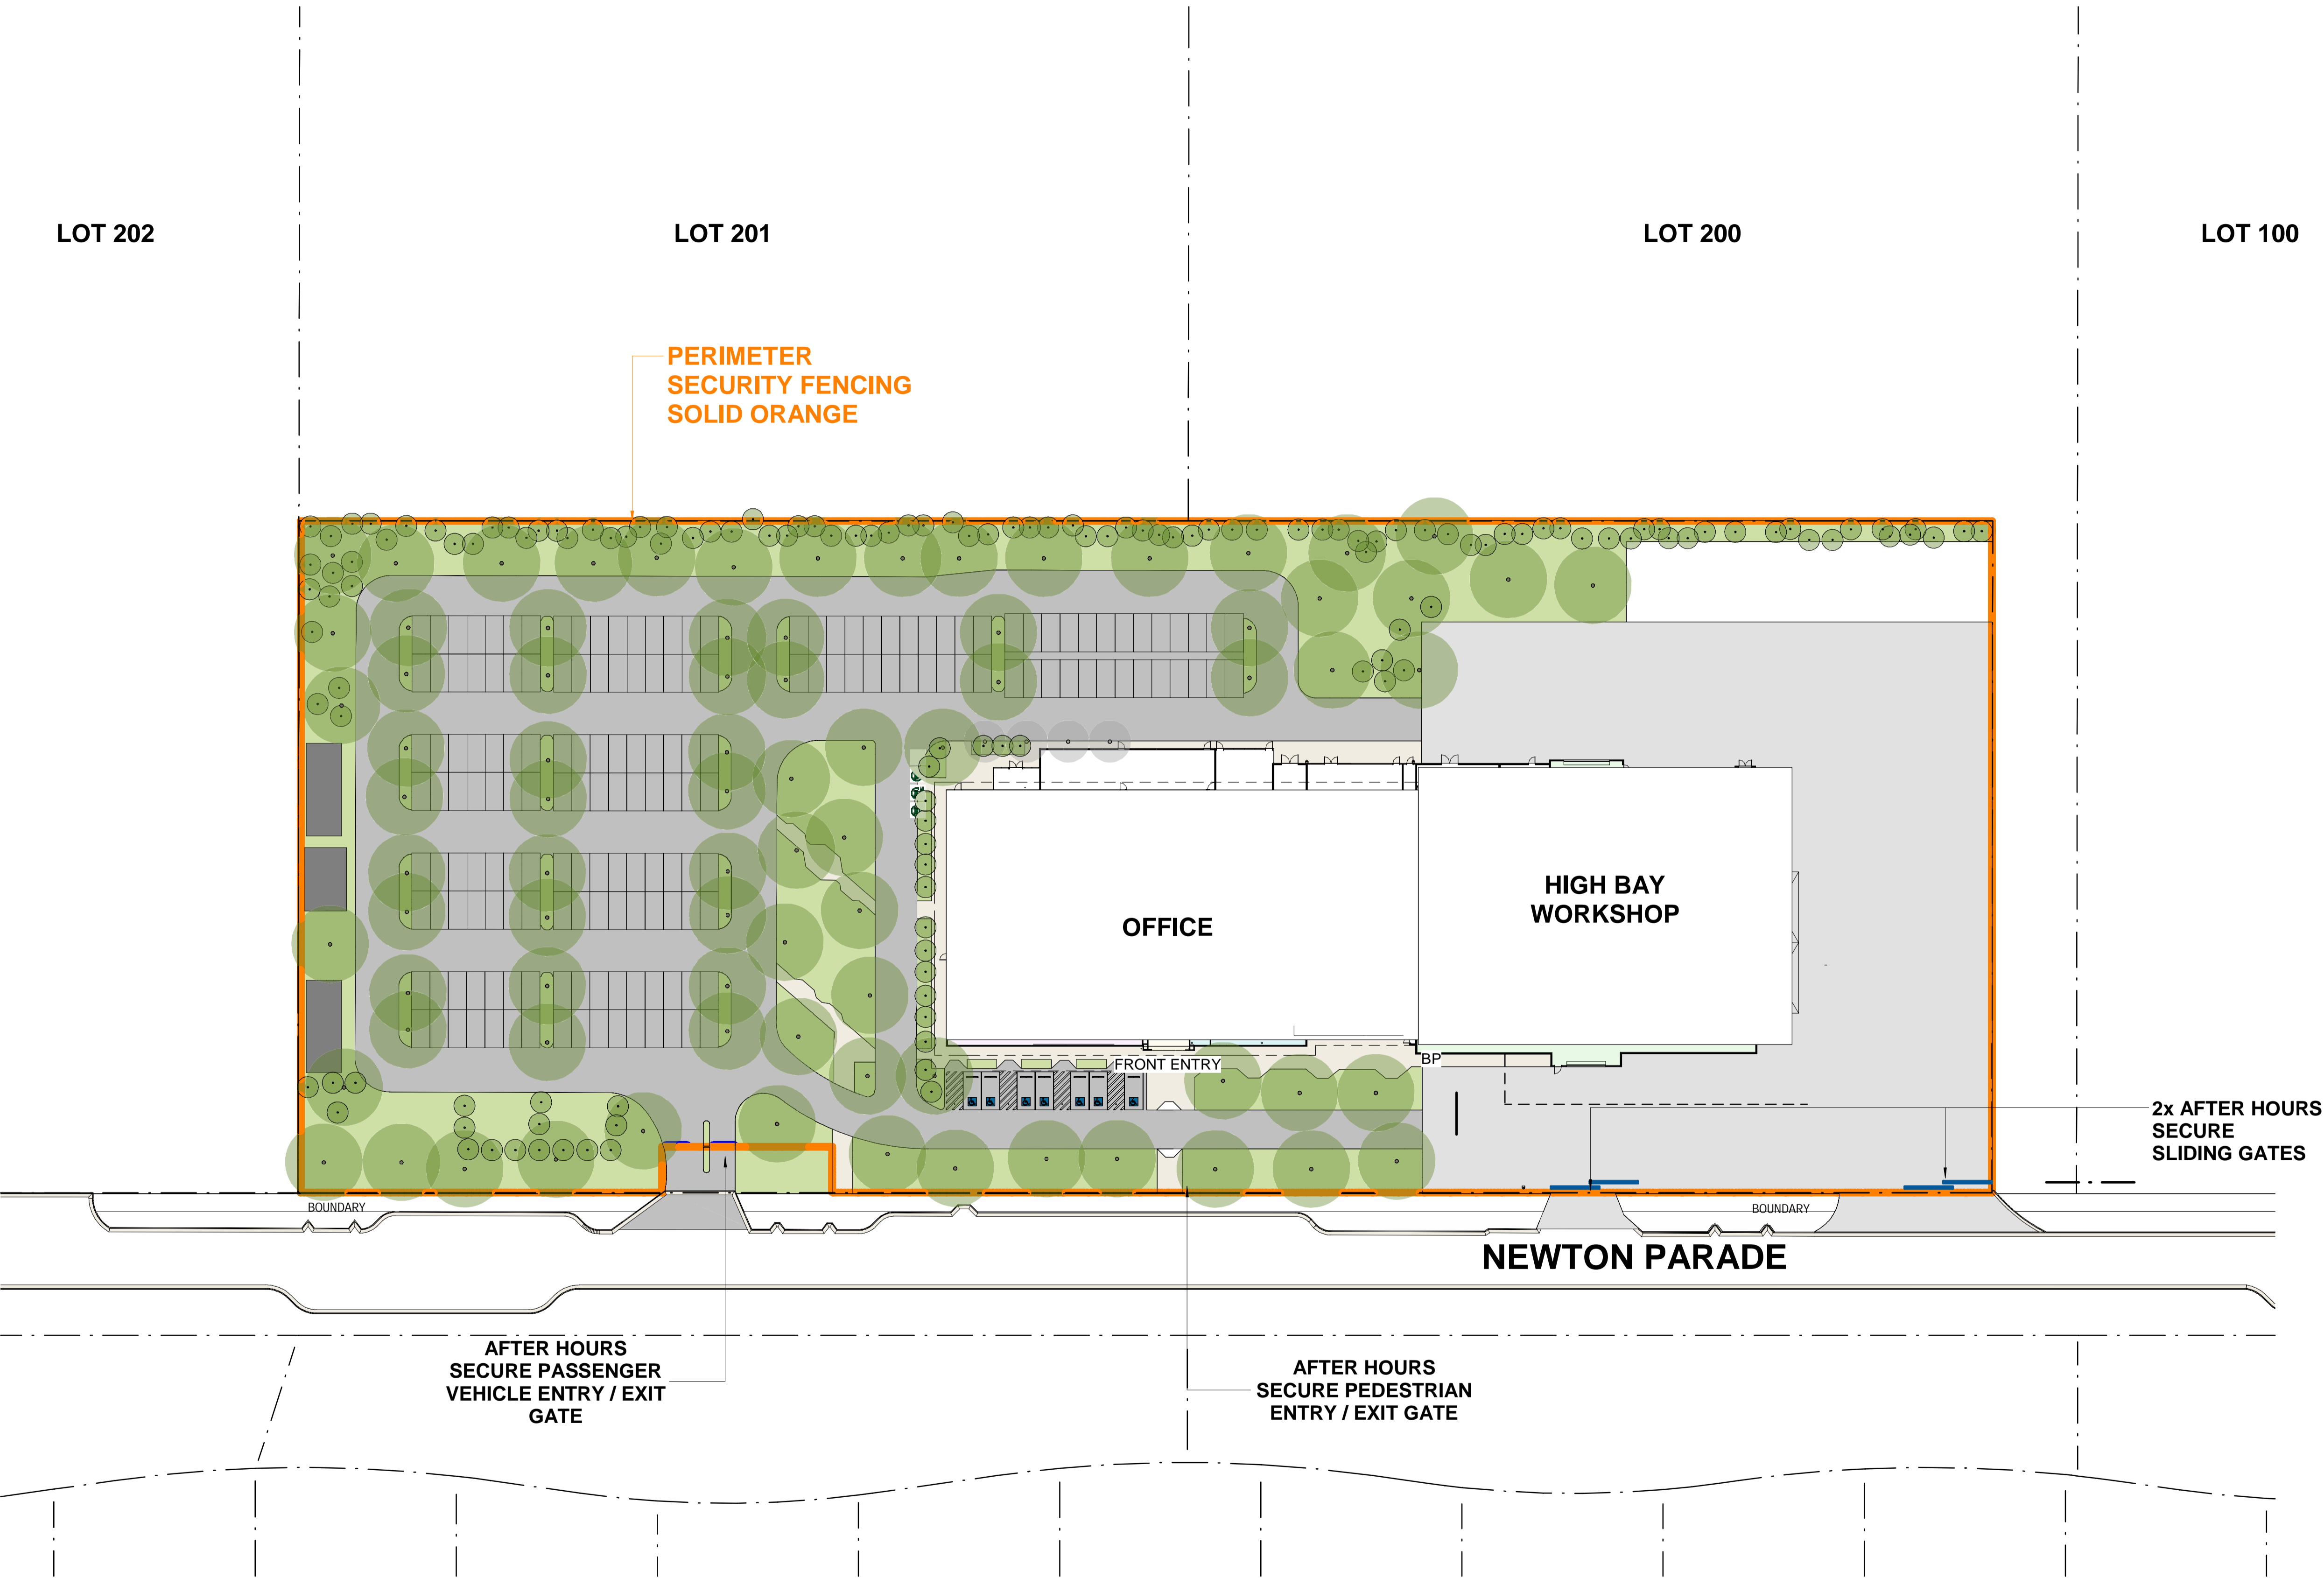 LOT 202
LOT 201
LOT 200
LOT 100
PERIMETER
SECURITY FENCING
SOLID ORANGE
HIGH BAY
WORKSHOP
OFFICE
FRONT ENTRY
BP
2x AFTER HOURS
SECURE
SLIDING GATES
BOUNDARY
BOUNDARY
NEWTON PARADE
AFTER HOURS
SECURE PASSENGER
VEHICLE ENTRY / EXIT
GATE
AFTER HOURS
SECURE PEDESTRIAN
ENTRY / EXIT GATE